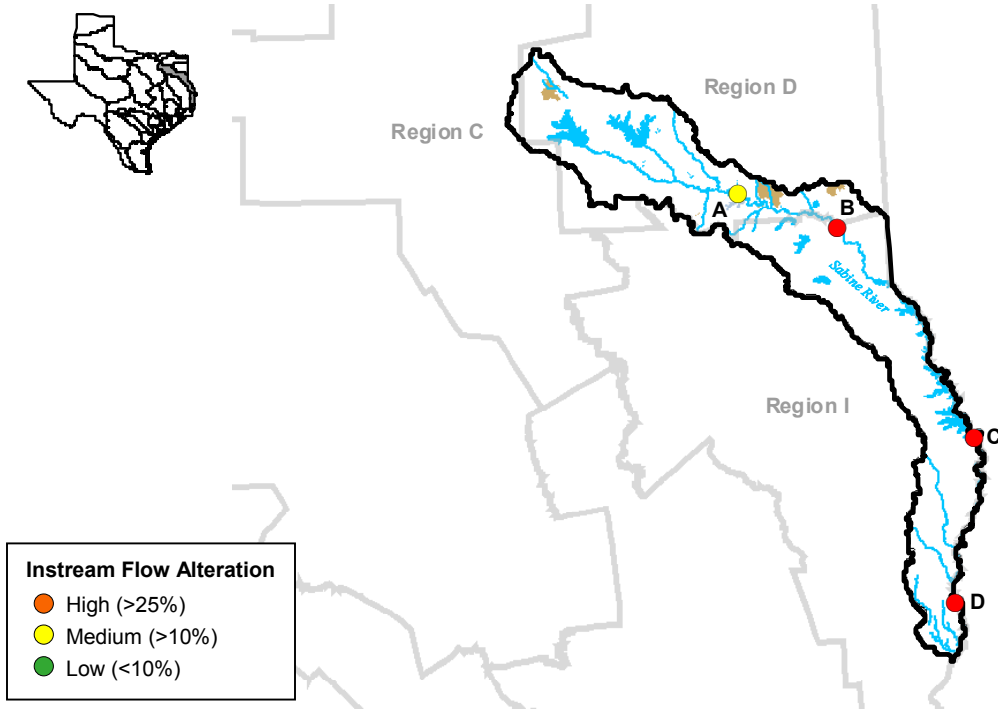 Region D
Region C
A
B
Sabine River
Region I
C
D
Instream Flow Alteration
High (>25%)
Medium (>10%)
Low (<10%)